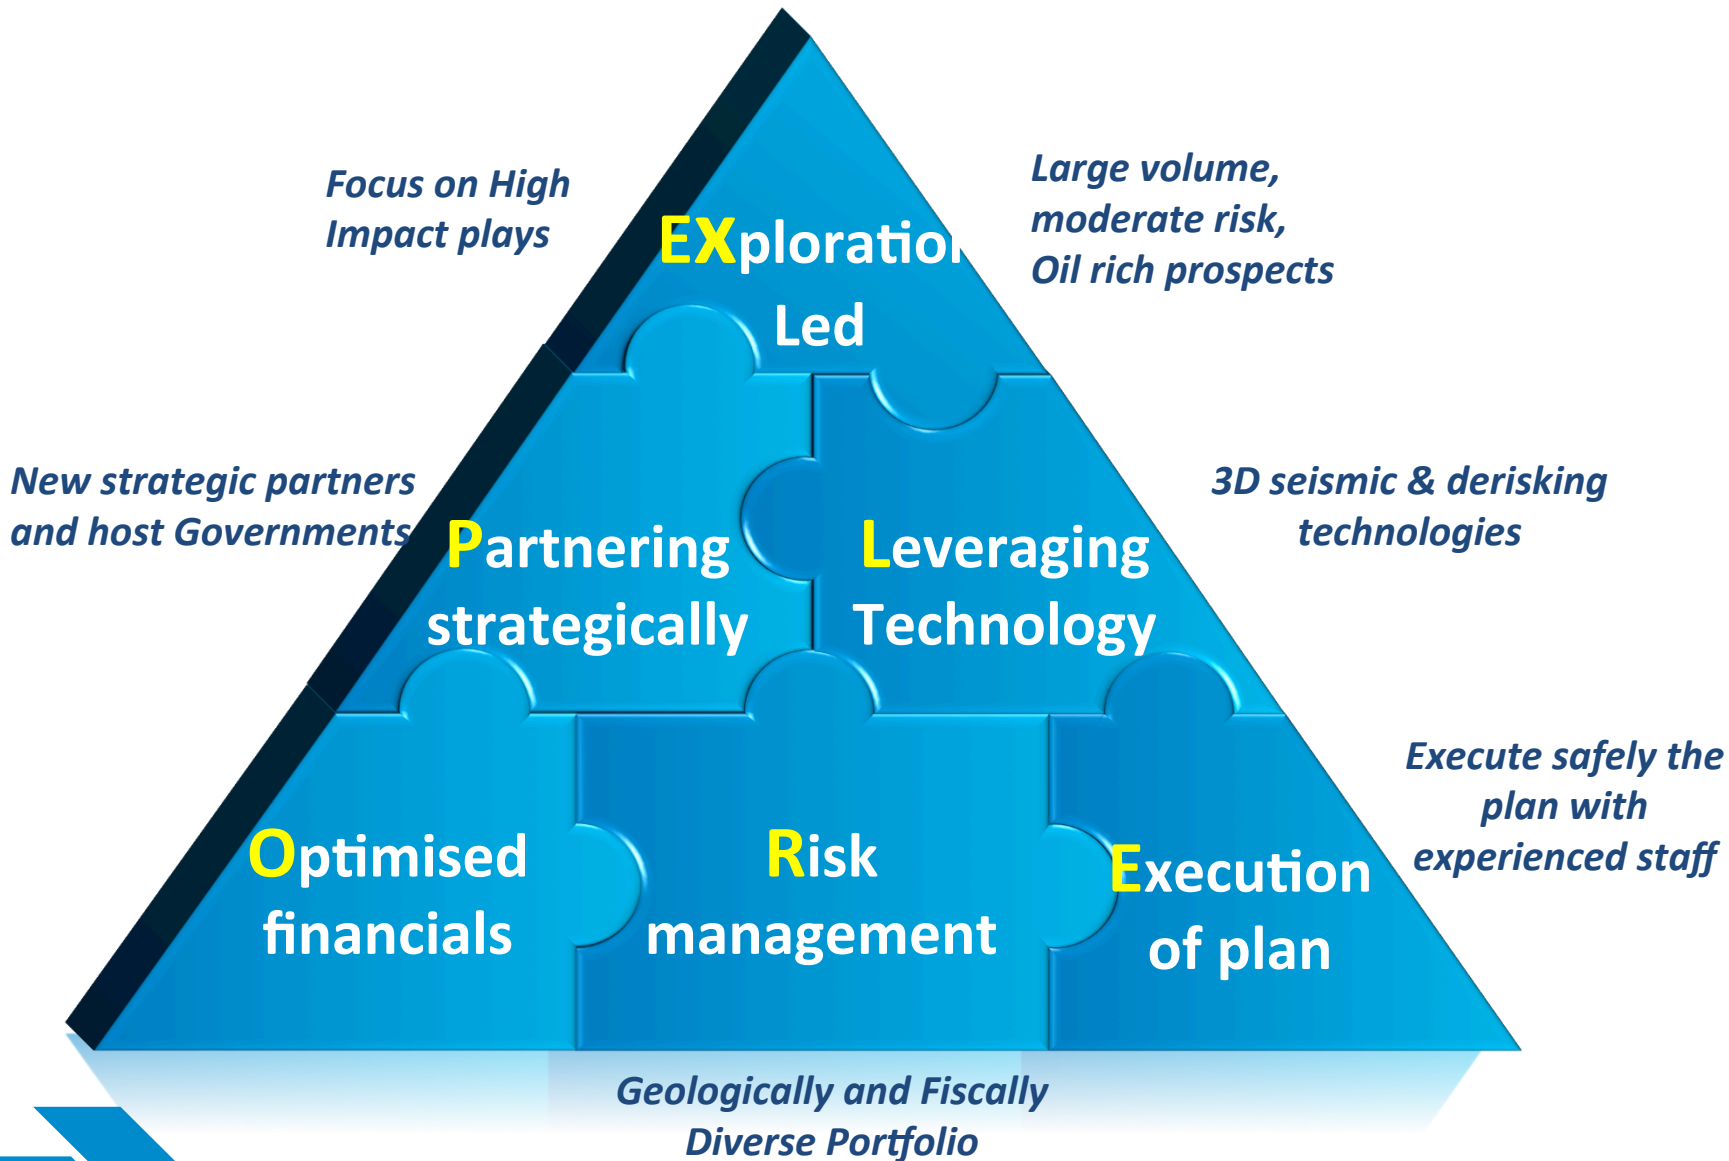 Focus on High
Impact plays
Large volume,
moderate risk,
Oil rich prospects
EXploration
Led
New strategic partners
and host Governments
Partnering
strategically
Leveraging
Technology
3D seismic & derisking
technologies
Optimised
financials
Risk
management
Execution
of plan
Execute safely the
plan with
experienced staff
Geologically and Fiscally
Diverse Portfolio